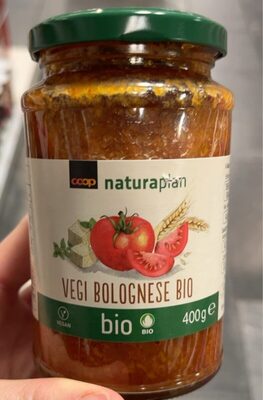 coop naturaplan
VEGI BOLOGNESE BIO
VEGAN
bio
BIO
400g e